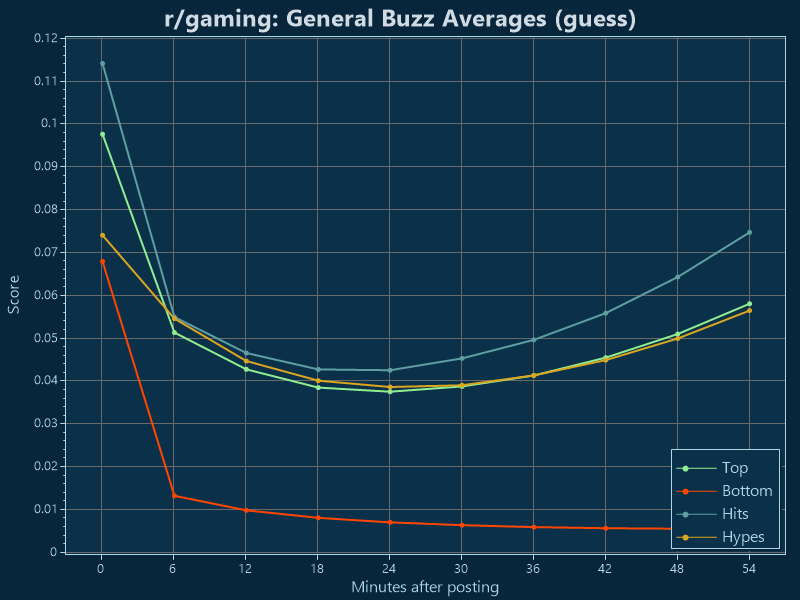 r/gaming: General Buzz Averages (guess)
0.12
0.11
0.1
0.09
0.08
0.07
0.06
0.05
0.04
0.03
0.02
0.01
0
Score
Top
Bottom
Hits
Hypes
0 6 12 18 24 30 36 42 48 54
Minutes after posting